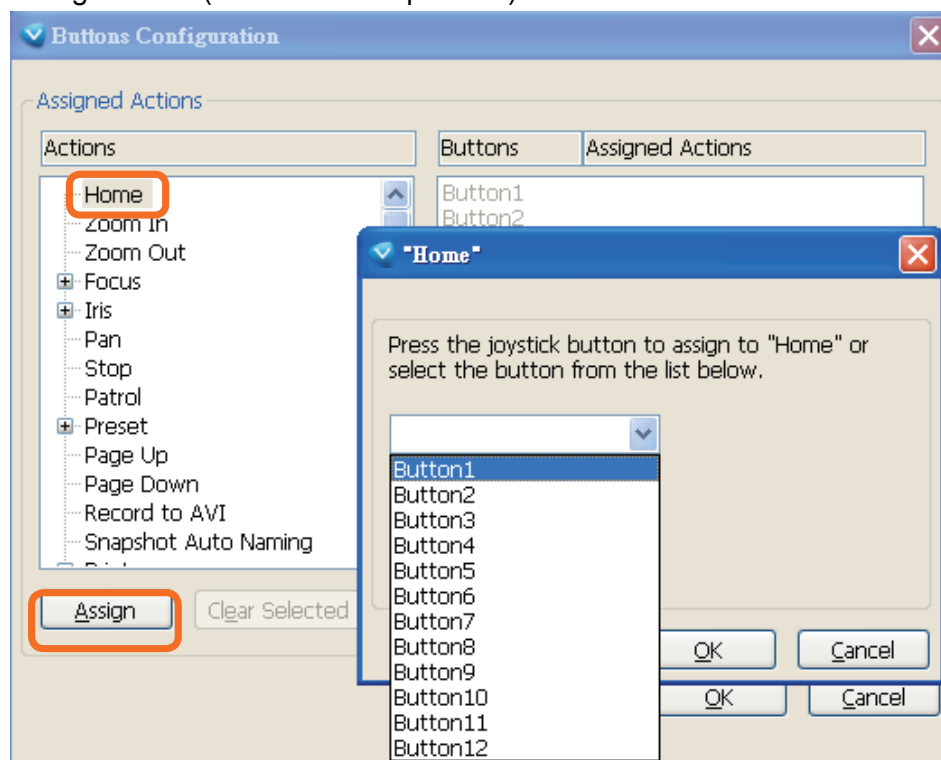 Buttons Configuration
Assigned Actions
Actions
Buttons
Assigned Actions
Home
Zoom In
Zoom Out
Focus
Iris
Pan
Stop
Patrol
Preset
Page Up
Page Down
Record to AVI
Snapshot Auto Naming
Button1
Button2
"Home"
Press the joystick button to assign to "Home" or
select the button from the list below.
Button1
Button2
Button3
Button4
Button5
Button6
Button7
Button8
Button9
Button10
Button11
Button12
OK
Cancel
Assign
Clear Selected
OK
Cancel